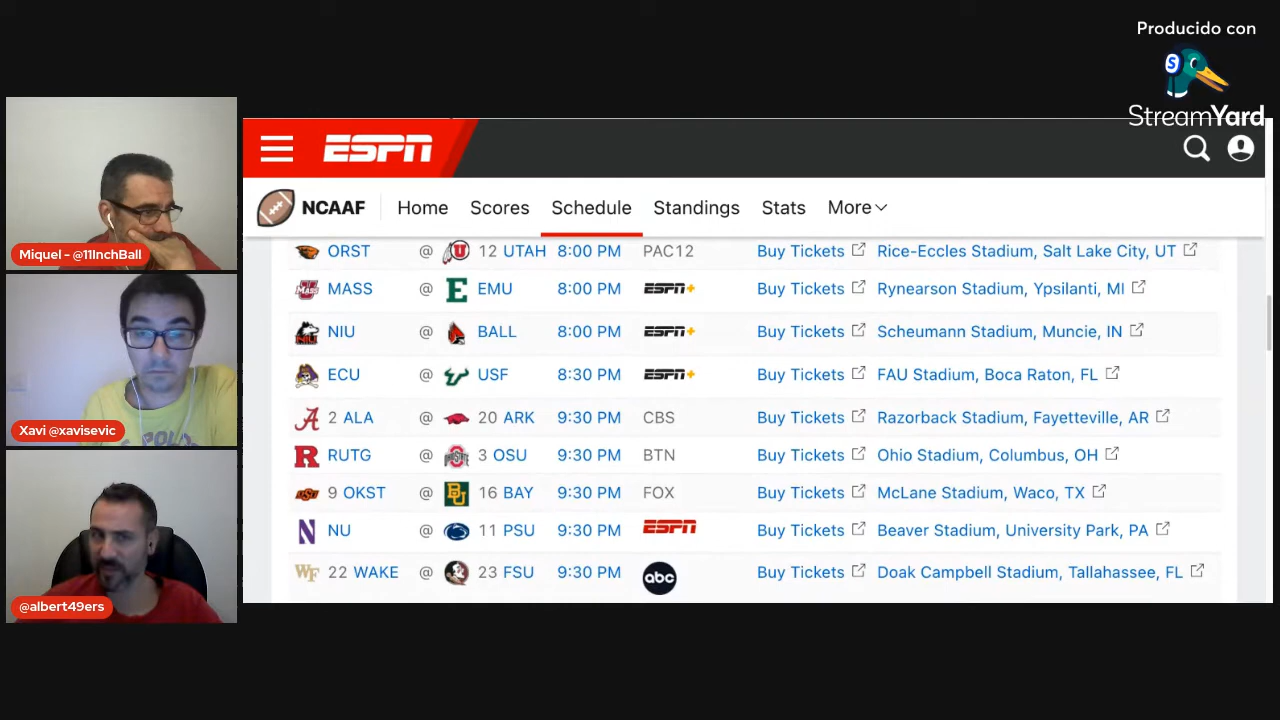 Producido con
StreamYard
ESPN
NCAAF Home Scores Schedule Standings Stats More
ORST @ 12 UTAH 8:00 PM PAC12 Buy Tickets Rice-Eccles Stadium, Salt Lake City, UT
MASS @ EMU 8:00 PM ESPN+ Buy Tickets Rynearson Stadium, Ypsilanti, MI
NIU @ BALL 8:00 PM ESPN+ Buy Tickets Scheumann Stadium, Muncie, IN
ECU @ USF 8:30 PM ESPN+ Buy Tickets FAU Stadium, Boca Raton, FL
2 ALA @ 20 ARK 9:30 PM CBS Buy Tickets Razorback Stadium, Fayetteville, AR
RUTG @ 3 OSU 9:30 PM BTN Buy Tickets Ohio Stadium, Columbus, OH
9 OKST @ 16 BAY 9:30 PM FOX Buy Tickets McLane Stadium, Waco, TX
NU @ 11 PSU 9:30 PM ESPN Buy Tickets Beaver Stadium, University Park, PA
22 WAKE @ 23 FSU 9:30 PM abc Buy Tickets Doak Campbell Stadium, Tallahassee, FL
Miquel - @11InchBall
Xavi @xavisevic
@albert49ers